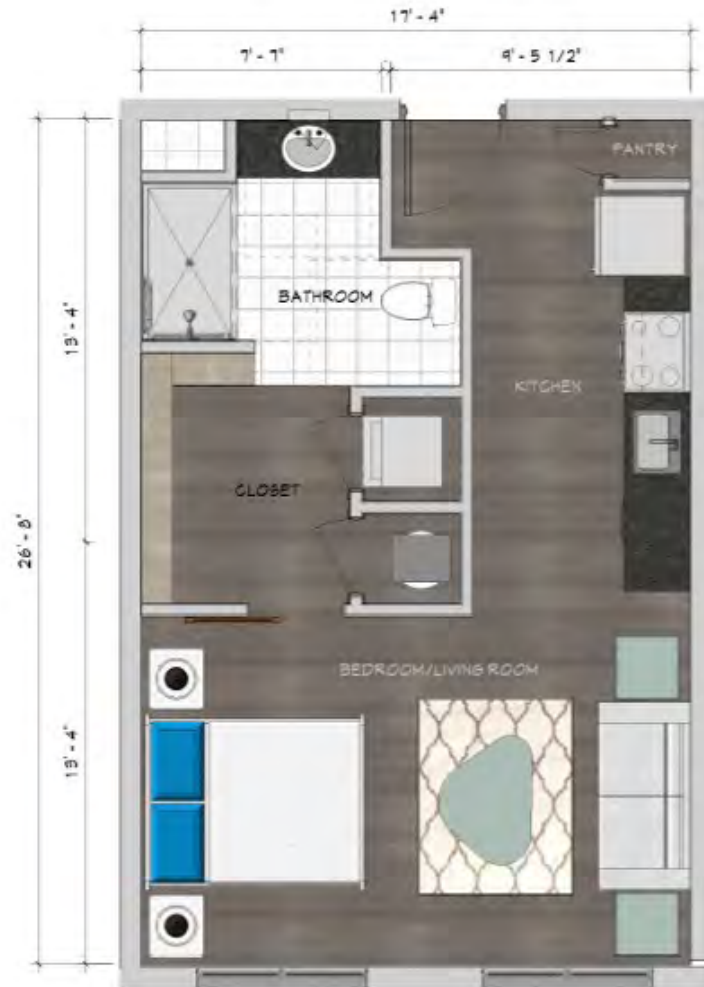 17'-4"
7'-7"
9'-5 1/2"
PANTRY
BATHROOM
13'-4"
KITCHEN
CLOSET
26'-8"
BEDROOM/LIVING ROOM
13'-4"